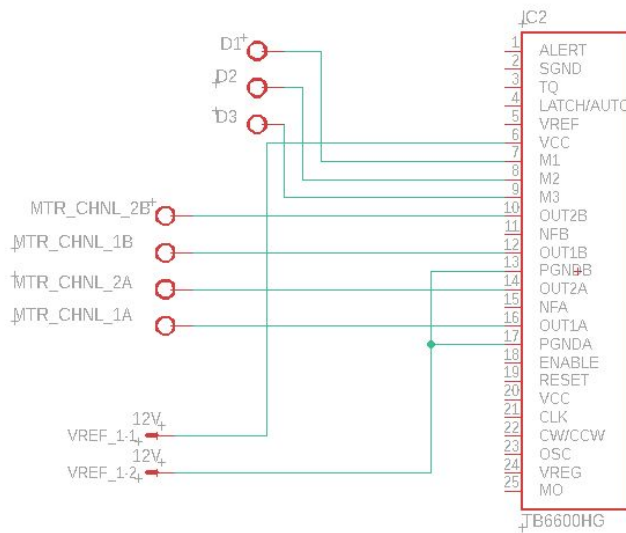 IC2
D1
D2
D3
MTR_CHNL_2B
MTR_CHNL_1B
MTR_CHNL_2A
MTR_CHNL_1A
12V
VREF_1-1
12V
VREF_1-2
1 ALERT
2 SGND
3 TQ
4 LATCH/AUTO
5 VREF
6 VCC
7 M1
8 M2
9 M3
10 OUT2B
11 NFB
12 OUT1B
13 PGNDB
14 OUT2A
15 NFA
16 OUT1A
17 PGNDA
18 ENABLE
19 RESET
20 VCC
21 CLK
22 CW/CCW
23 OSC
24 VREG
25 MO
TB6600HG